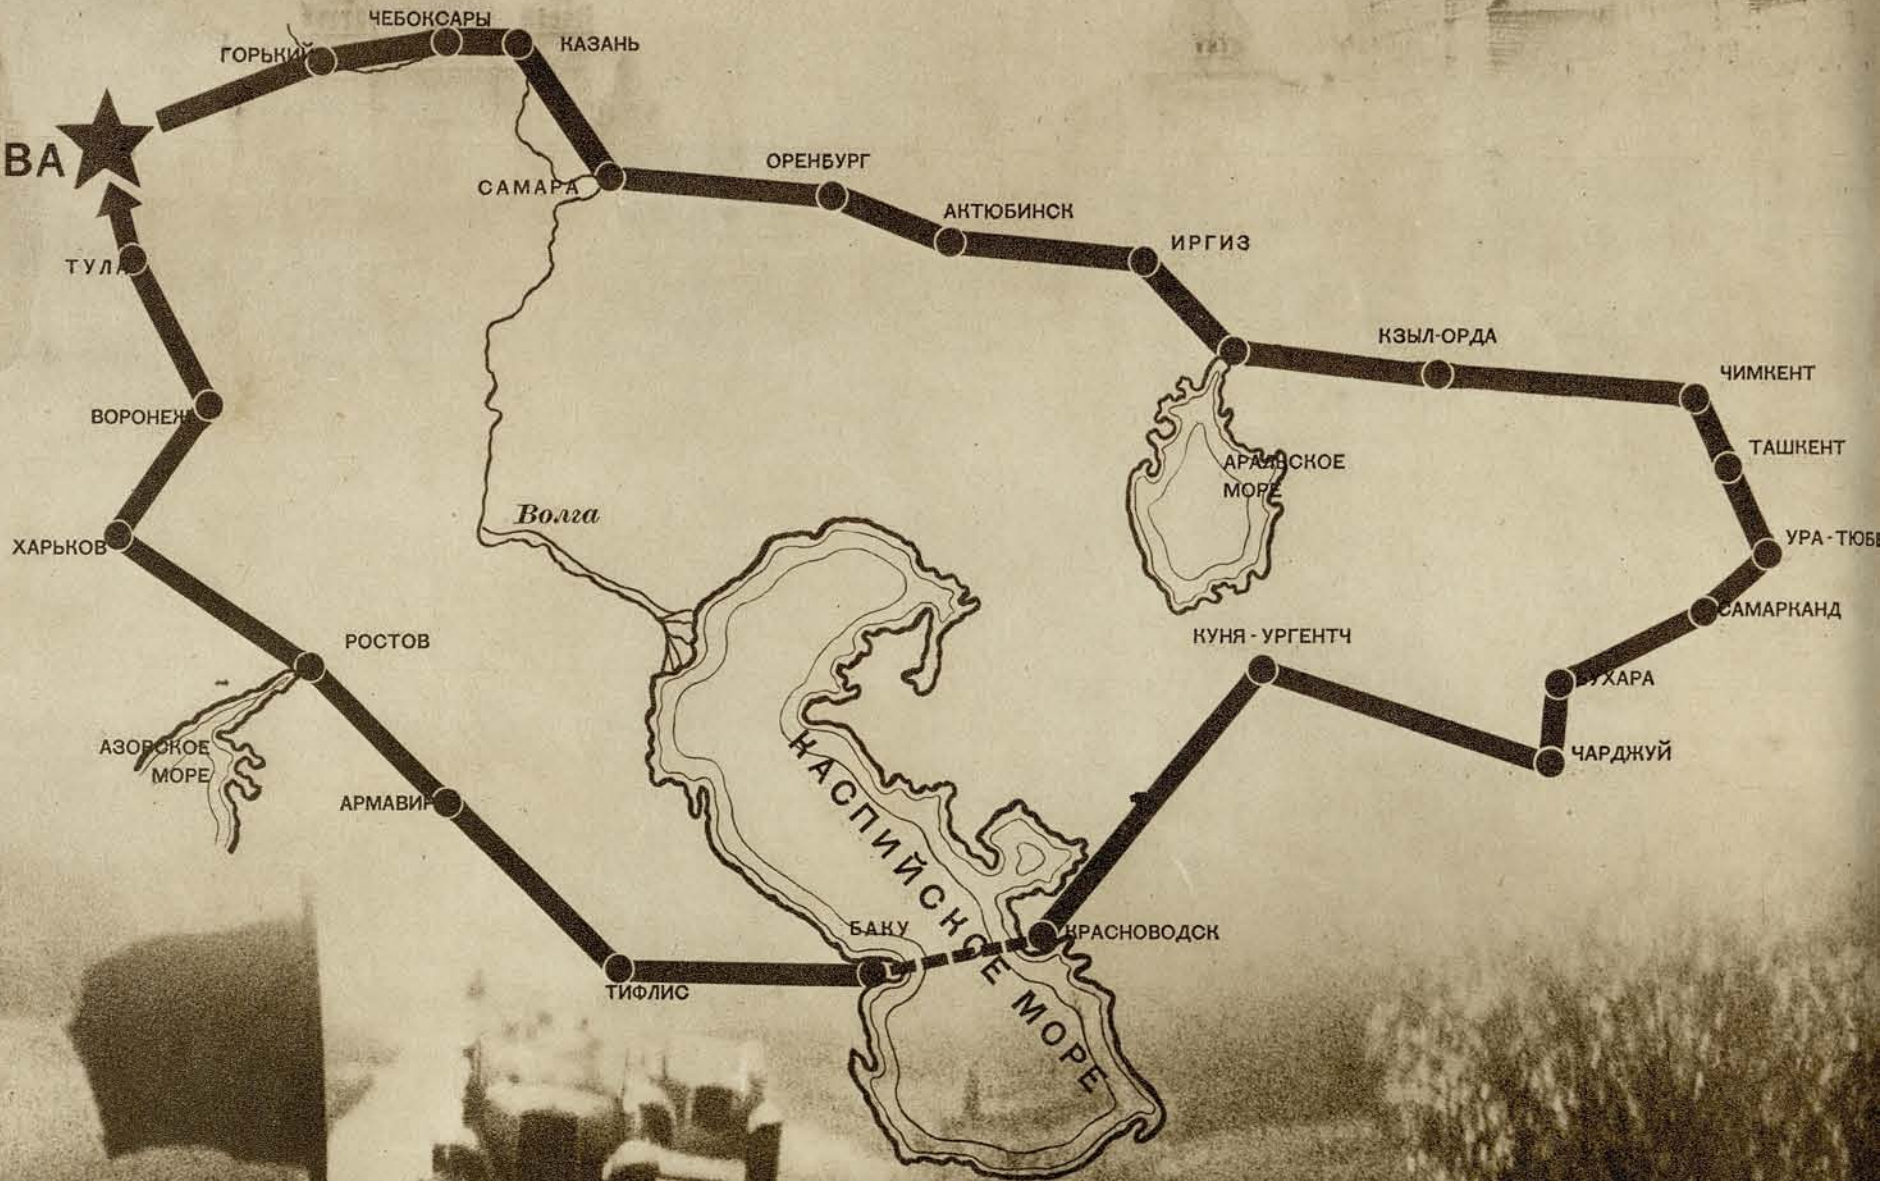 ЧЕБОКСАРЫ
ГОРЬКИЙ
КАЗАНЬ
ВА
САМАРА
ОРЕНБУРГ
АКТЮБИНСК
ИРГИЗ
ТУЛА
КЗЫЛ-ОРДА
ЧИМКЕНТ
ВОРОНЕЖ
ТАШКЕНТ
АРАЛЬСКОЕ
МОРЕ
Волга
ХАРЬКОВ
УРА-ТЮБЕ
САМАРКАНД
РОСТОВ
КУНЯ-УРГЕНТЧ
БУХАРА
АЗОВСКОЕ
МОРЕ
ЧАРДЖУЙ
АРМАВИР
КАСПИЙСКОЕ МОРЕ
БАКУ
КРАСНОВОДСК
ТИФЛИС